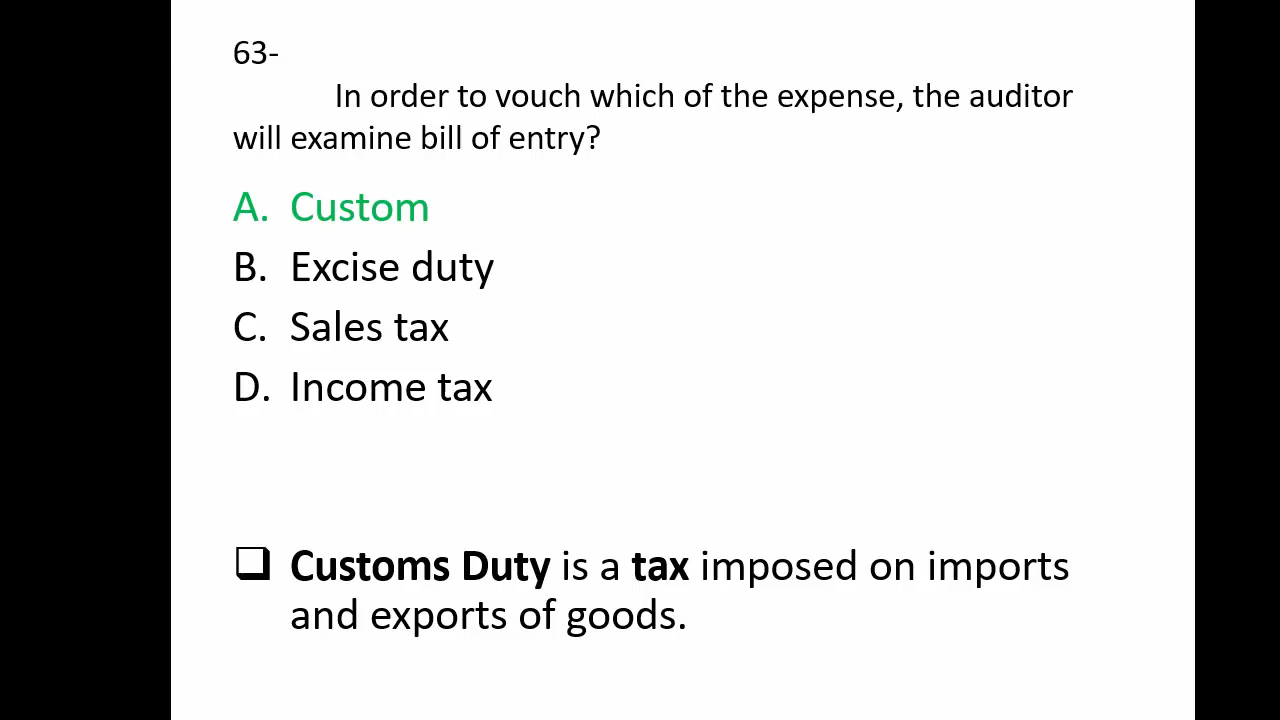 63-
In order to vouch which of the expense, the auditor
will examine bill of entry?
A. Custom
B. Excise duty
C. Sales tax
D. Income tax
❑ Customs Duty is a tax imposed on imports
and exports of goods.